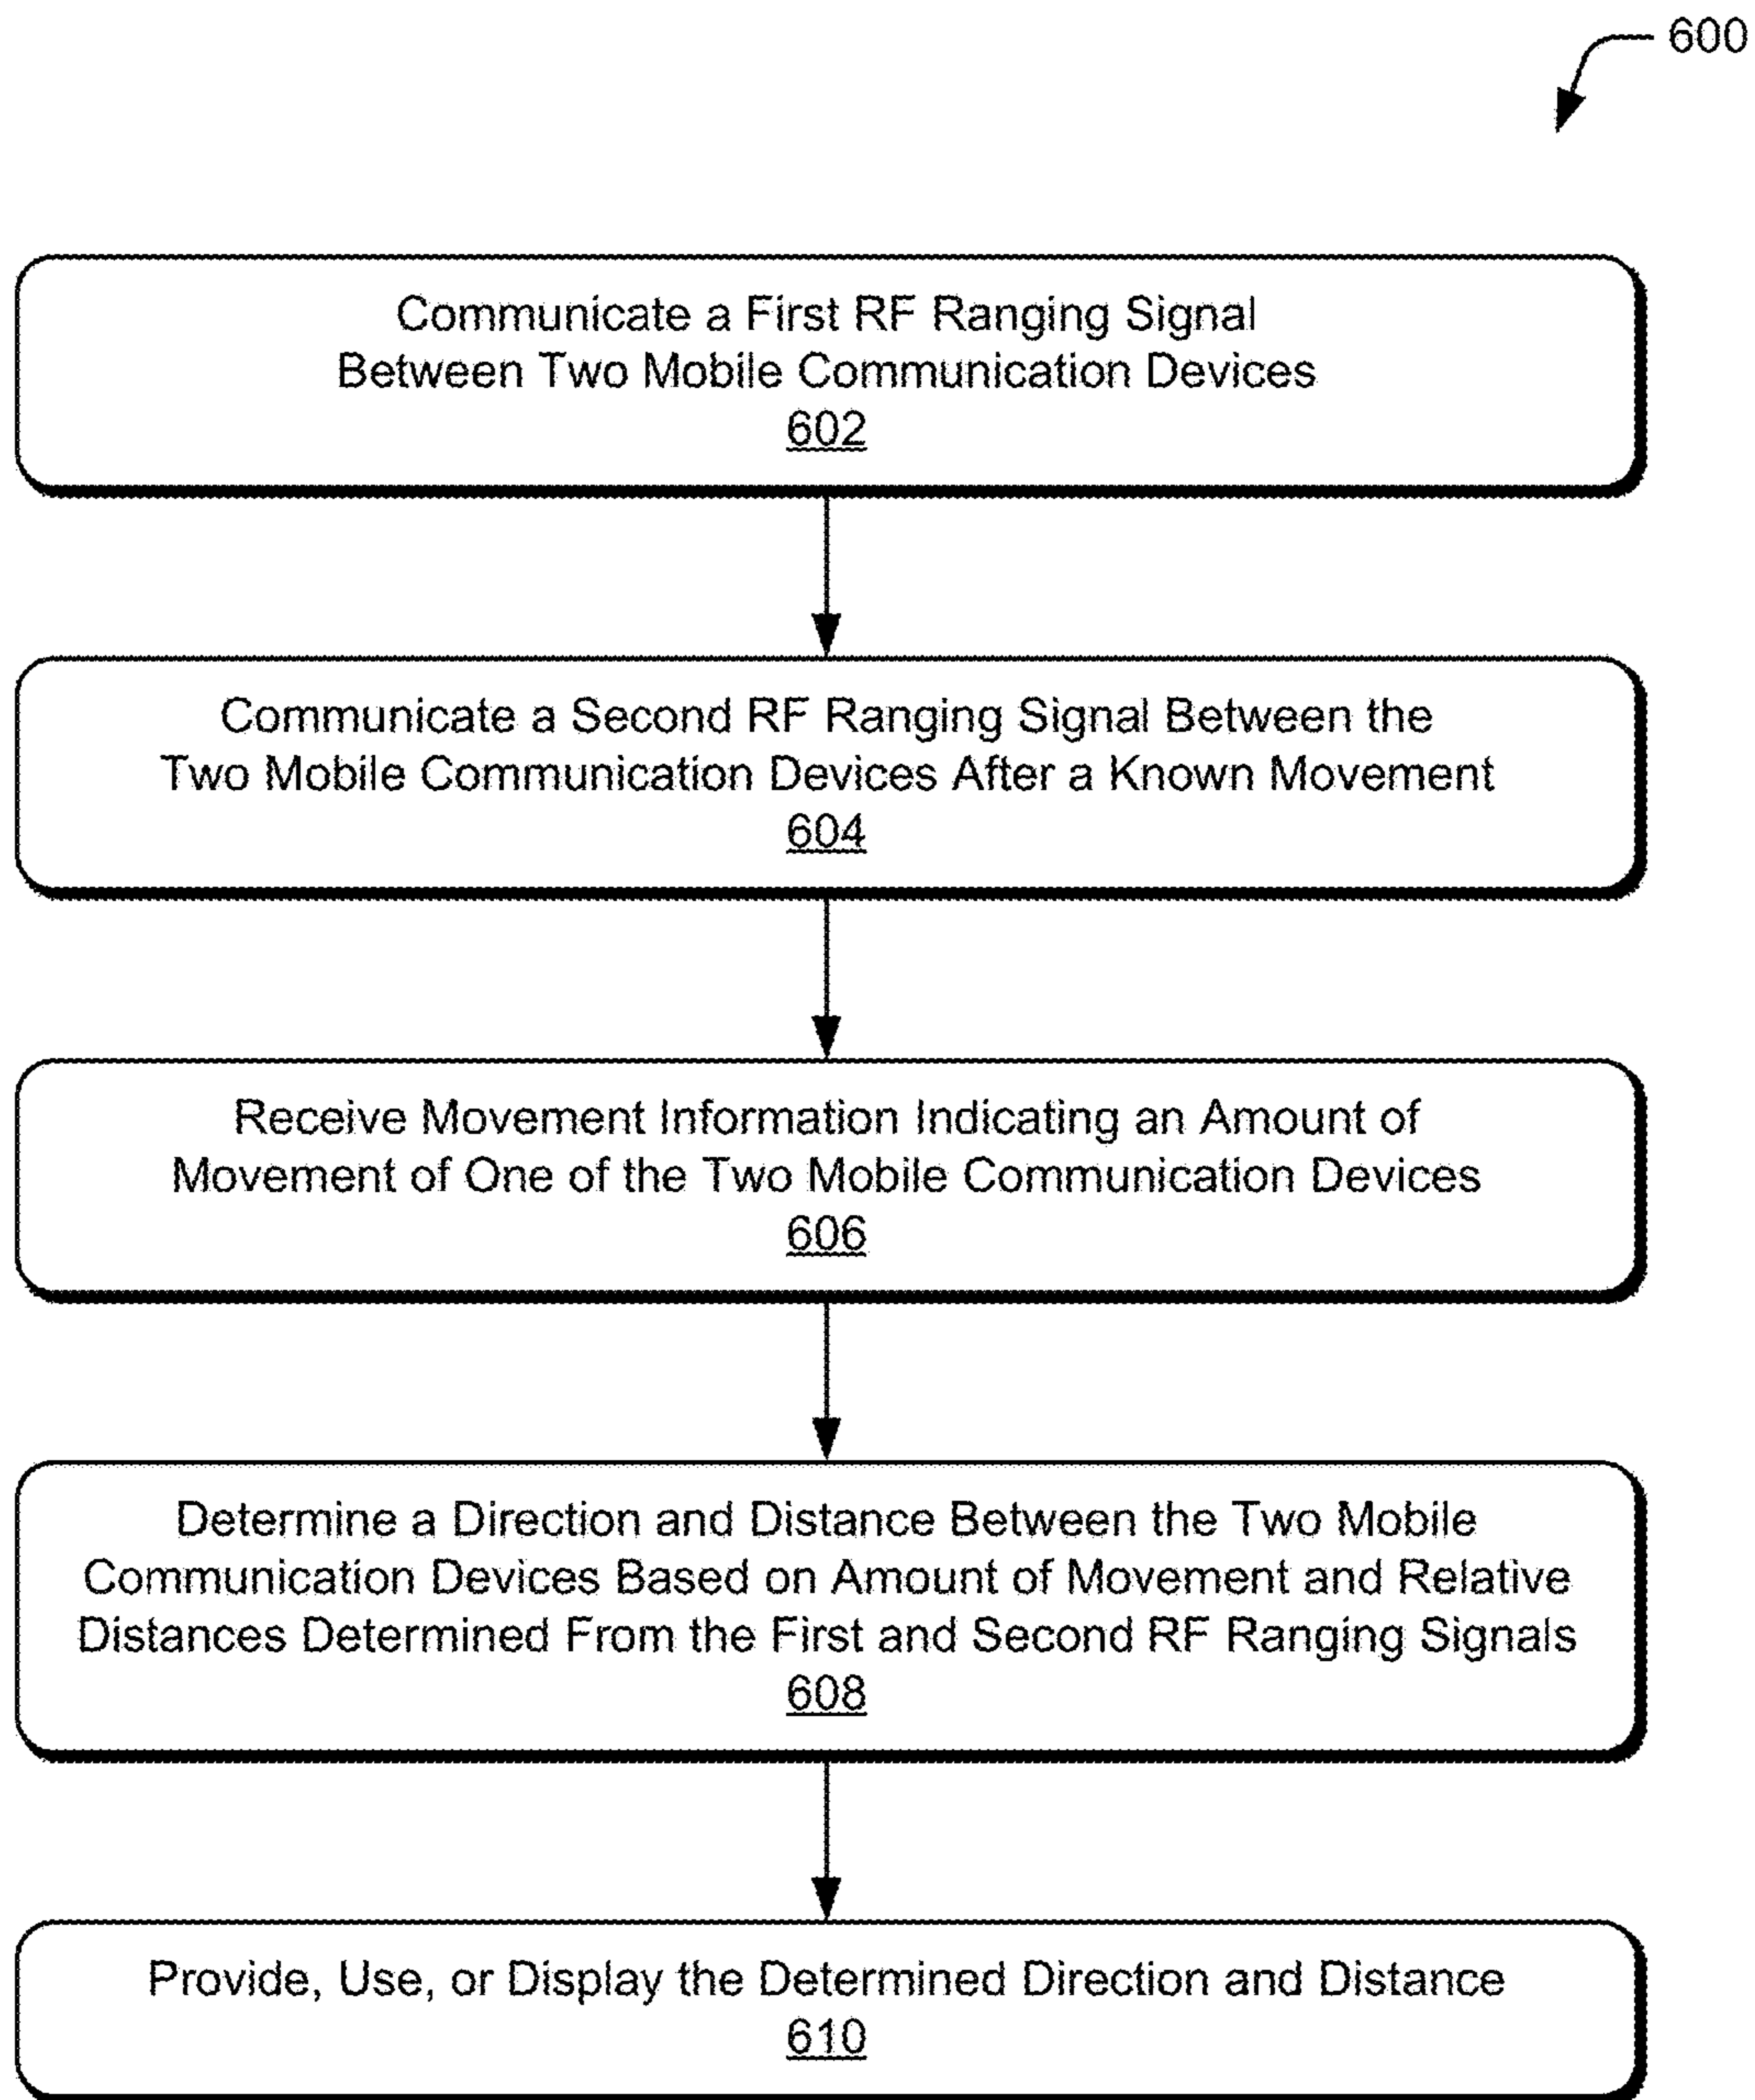 600
Communicate a First RF Ranging Signal
Between Two Mobile Communication Devices
602
Communicate a Second RF Ranging Signal Between the
Two Mobile Communication Devices After a Known Movement
604
Receive Movement Information Indicating an Amount of
Movement of One of the Two Mobile Communication Devices
606
Determine a Direction and Distance Between the Two Mobile
Communication Devices Based on Amount of Movement and Relative
Distances Determined From the First and Second RF Ranging Signals
608
Provide, Use, or Display the Determined Direction and Distance
610